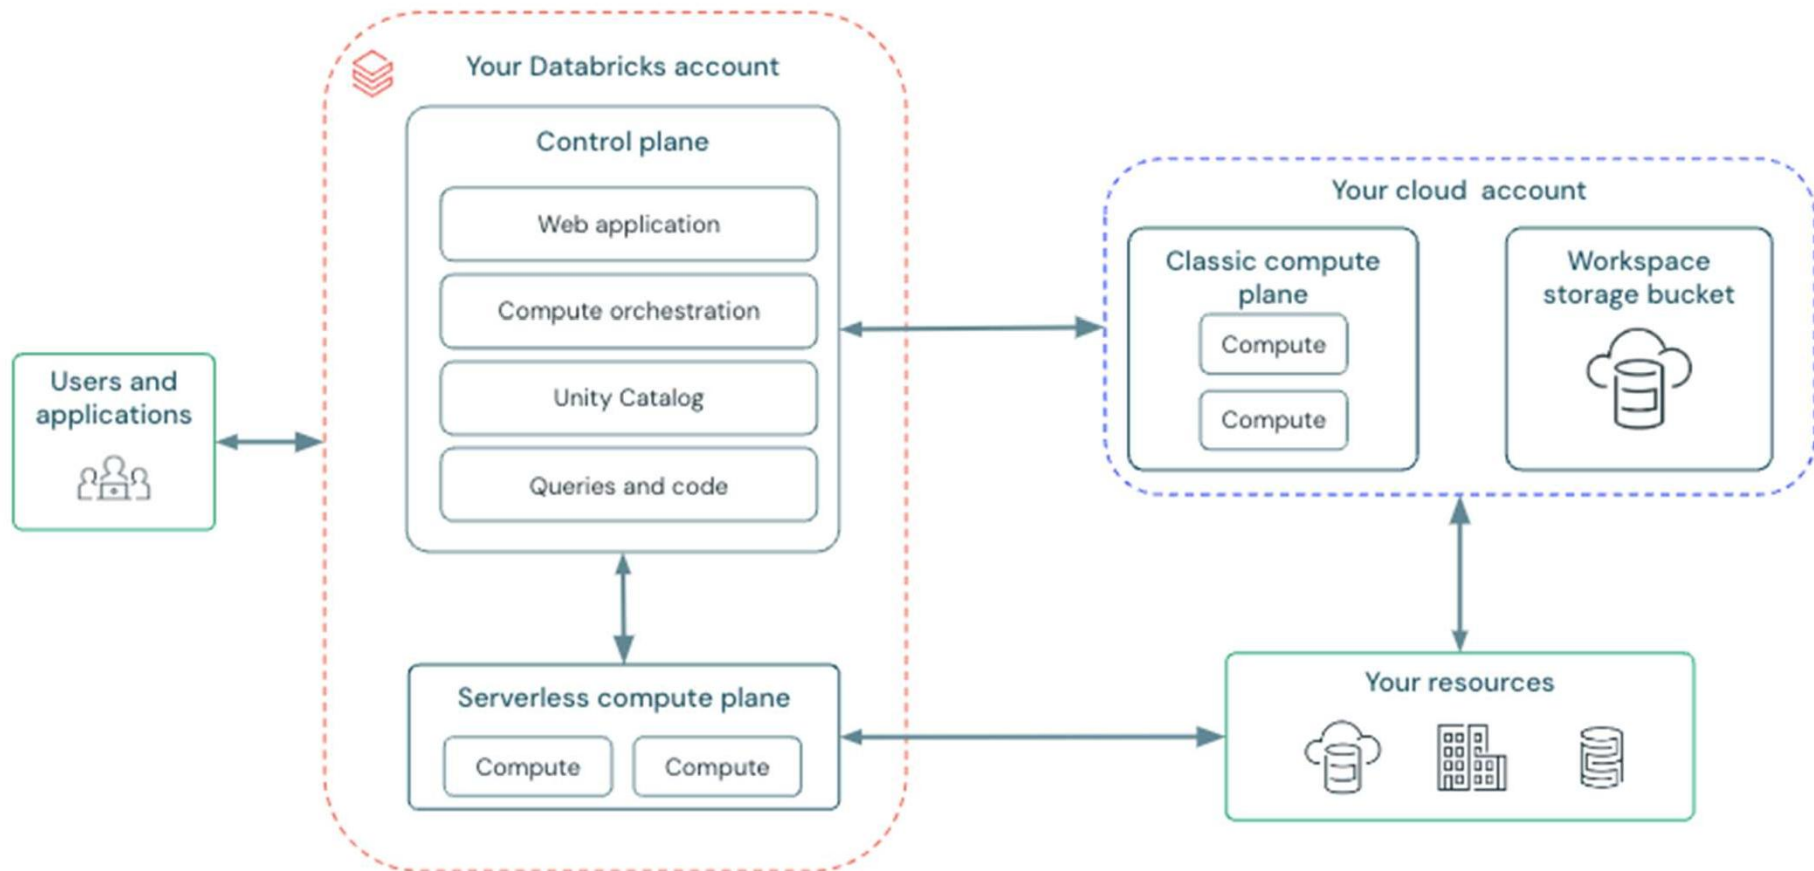 Your Databricks account
Control plane
Web application
Compute orchestration
Unity Catalog
Queries and code
Users and
applications
Serverless compute plane
Compute
Compute
Your cloud  account
Classic compute
plane
Compute
Compute
Workspace
storage bucket
Your resources